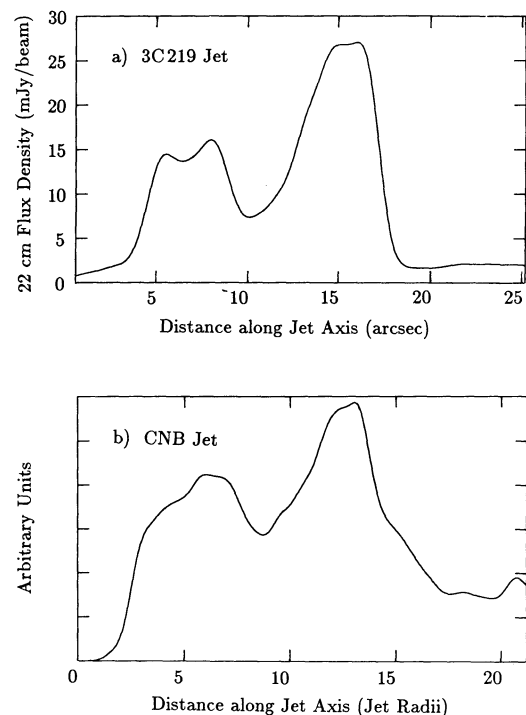 30
25
20
15
10
5
0
22 cm Flux Density (mJy/beam)
a) 3C219 Jet
5 10 15 20 25
Distance along Jet Axis (arcsec)
Arbitrary Units
b) CNB Jet
0 5 10 15 20
Distance along Jet Axis (Jet Radii)